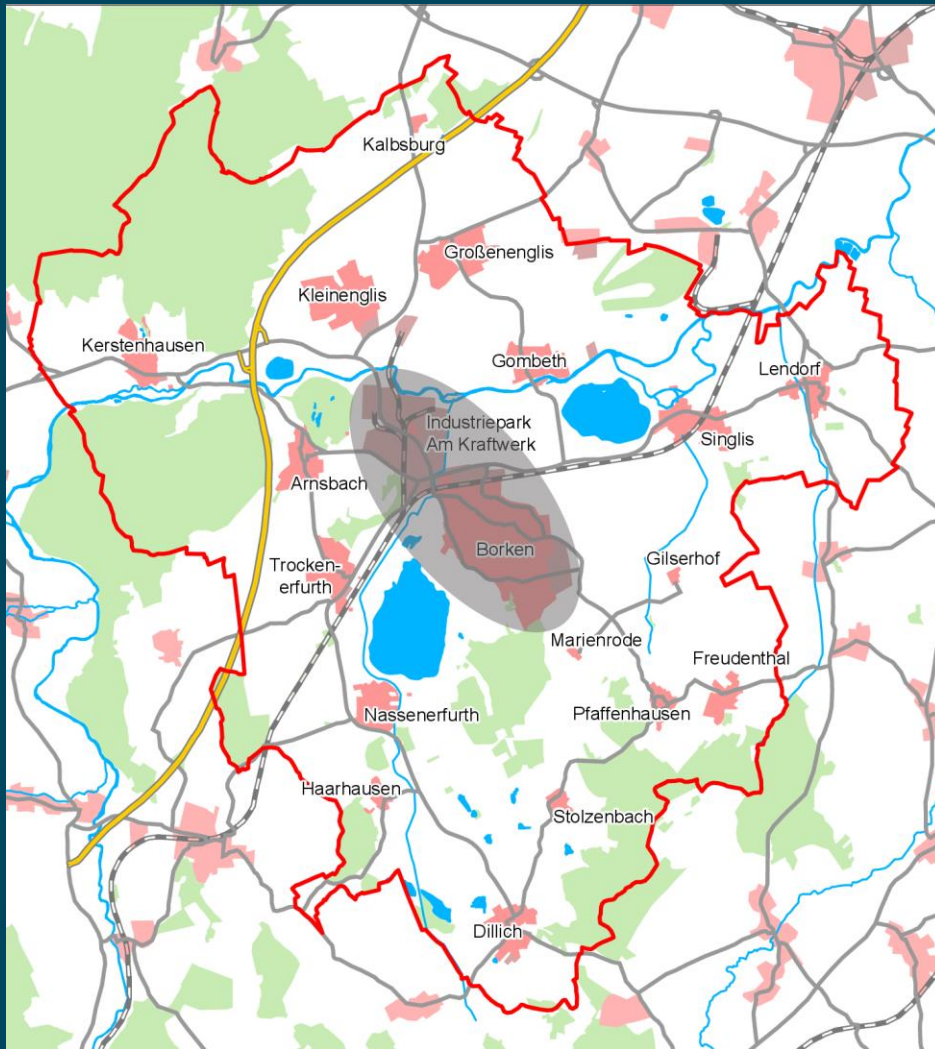 Kalbsburg
Großenenglis
Kleinenglis
Kerstenhausen
Gombeth
Lendorf
Industriepark
Am Kraftwerk
Singlis
Arnsbach
Borken
Trocken-
erfurth
Gilserhof
Marienrode
Freudenthal
Nassenerfurth
Pfaffenhausen
Haarhausen
Stolzenbach
Dillich